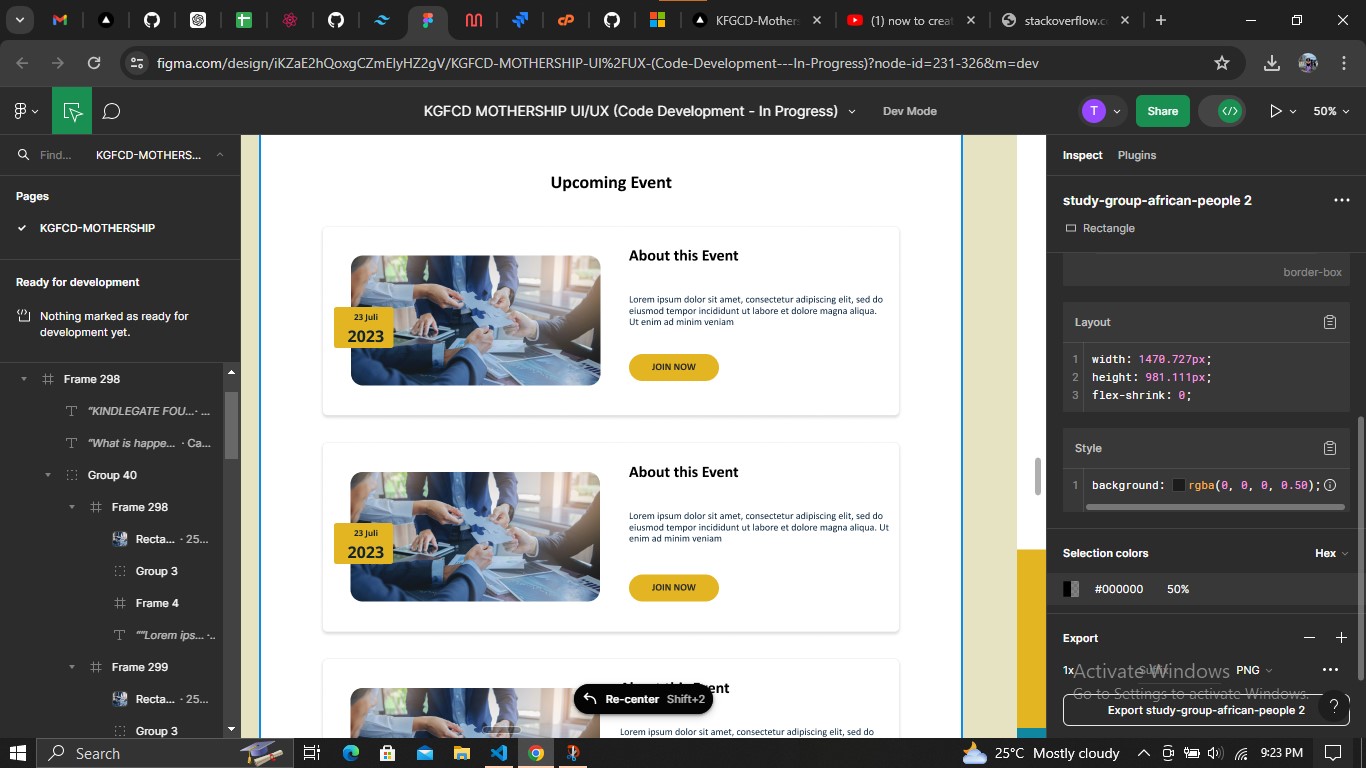 KFGCD-Mother
(1) now to creat
stackoverflow.c
figma.com/design/iKZaE2hQoxgCZmElyHZ2gV/KGFCD-MOTHERSHIP-UI%2FUX-(Code-Development---In-Progress)?node-id=231-326&m=dev
KGFCD MOTHERSHIP UI/UX (Code Development - In Progress)
Dev Mode
T
Share
50%
Find...
KGFCD-MOTHERS...
Pages
KGFCD-MOTHERSHIP
Ready for development
Nothing marked as ready for
development yet.
Frame 298
"KINDLEGATE FOU...· ...
"What is happe... · Ca...
Group 40
Frame 298
Recta... · 25...
Group 3
Frame 4
""Lorem ips... ·..
Frame 299
Recta... · 25...
Group 3
Upcoming Event
About this Event
Lorem ipsum dolor sit amet, consectetur adipiscing elit, sed do
eiusmod tempor incididunt ut labore et dolore magna aliqua.
Ut enim ad minim veniam
23 Juli
2023
JOIN NOW
About this Event
Lorem ipsum dolor sit amet, consectetur adipiscing elit, sed do
eiusmod tempor incididunt ut labore et dolore magna aliqua. Ut
enim ad minim veniam
23 Juli
2023
JOIN NOW
About this Event
Re-center Shift+2
Lorem ipsum dolor sit amet, consectetur adipiscing elit, sed do
Inspect
Plugins
study-group-african-people 2
Rectangle
border-box
Layout
1 width: 1470.727px;
2 height: 981.111px;
3 flex-shrink: 0;
Style
1 background: rgba(0, 0, 0, 0.50);
Selection colors
Hex
#000000 50%
Export
1x
Suffix
PNG
Activate Windows
Go to Settings to activate Windows.
Export study-group-african-people 2
?
Search
25°C Mostly cloudy
9:23 PM